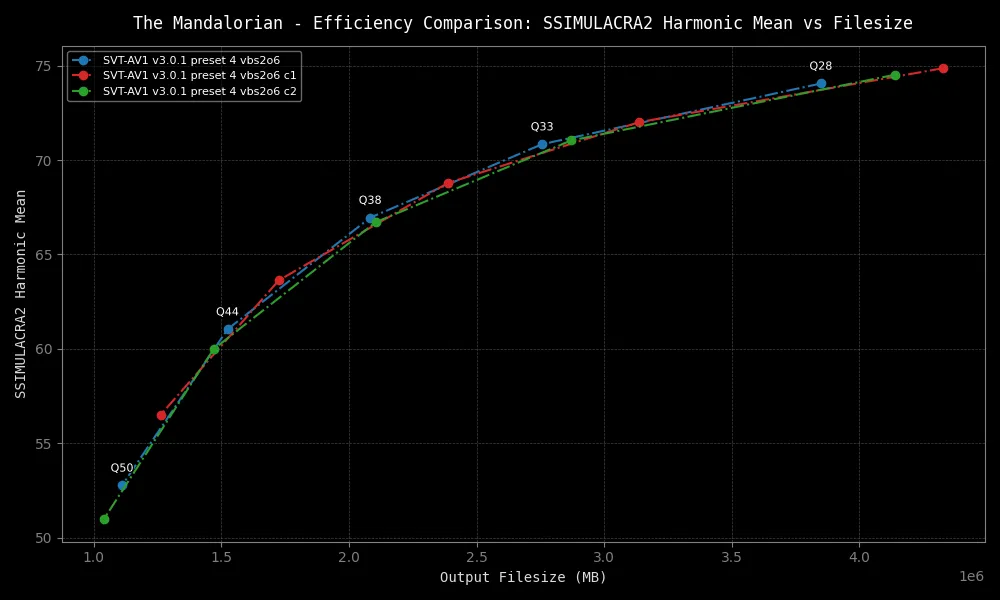 The Mandalorian - Efficiency Comparison: SSIMULACRA2 Harmonic Mean vs Filesize
SVT-AV1 v3.0.1 preset 4 vbs2o6
SVT-AV1 v3.0.1 preset 4 vbs2o6 c1
SVT-AV1 v3.0.1 preset 4 vbs2o6 c2
SSIMULACRA2 Harmonic Mean
75
70
65
60
55
50
Q28
Q33
Q38
Q44
Q50
1.0 1.5 2.0 2.5 3.0 3.5 4.0
1e6
Output Filesize (MB)